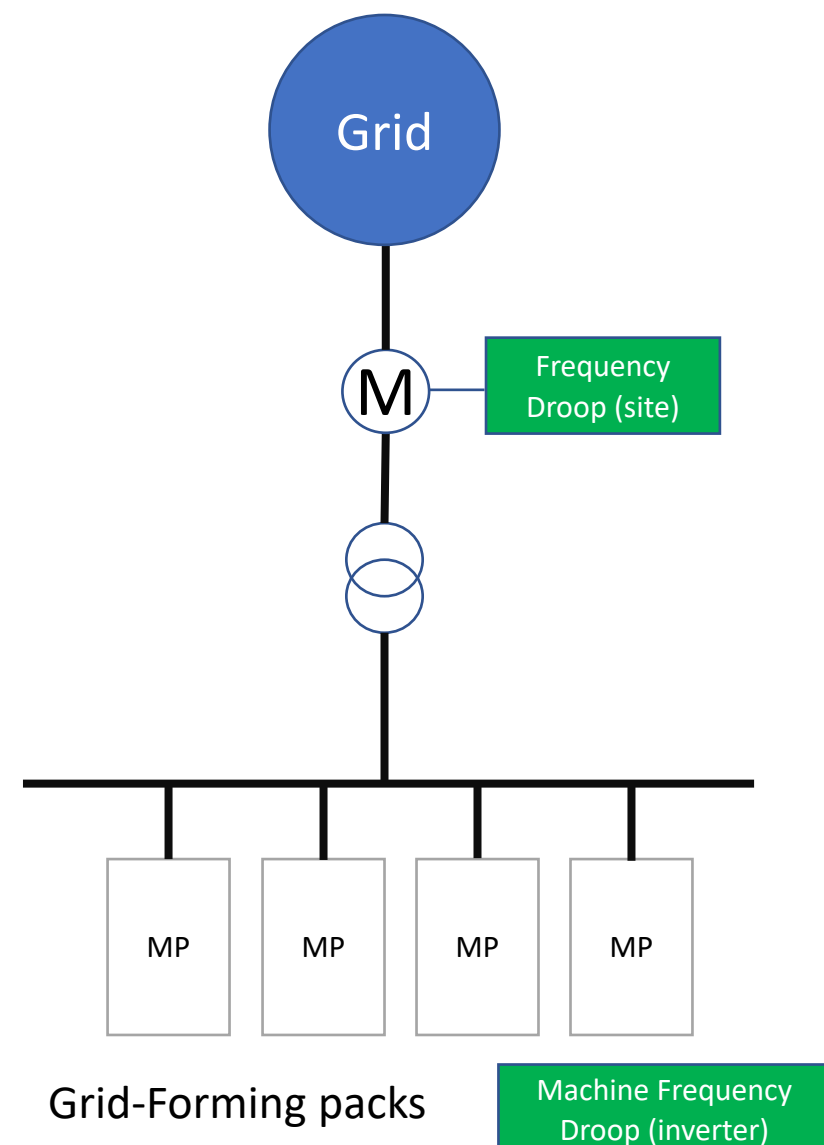 Grid
M
Frequency
Droop (site)
MP MP MP MP
Grid-Forming packs
Machine Frequency
Droop (inverter)